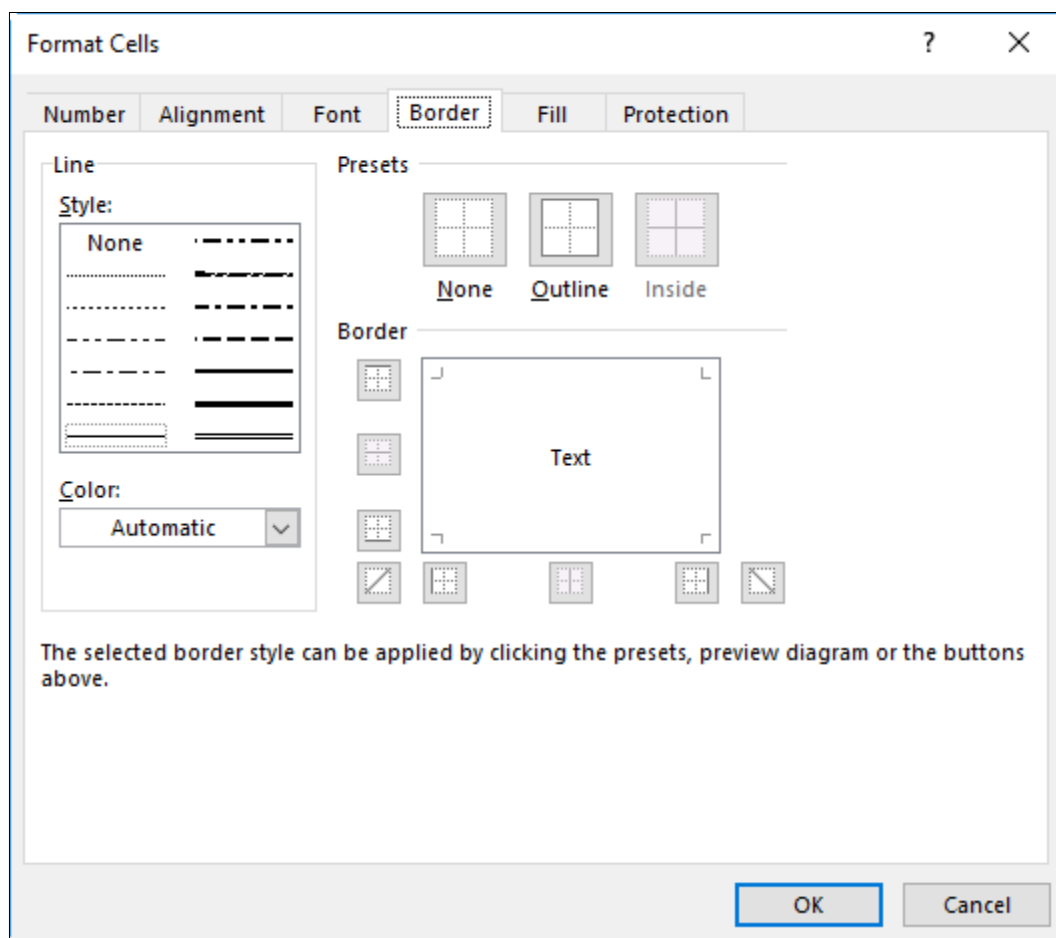 Format Cells
?
Number Alignment Font Border Fill Protection
Line
Style:
None
Color:
Automatic
Presets
None Outline Inside
Border
Text
The selected border style can be applied by clicking the presets, preview diagram or the buttons
above.
OK Cancel